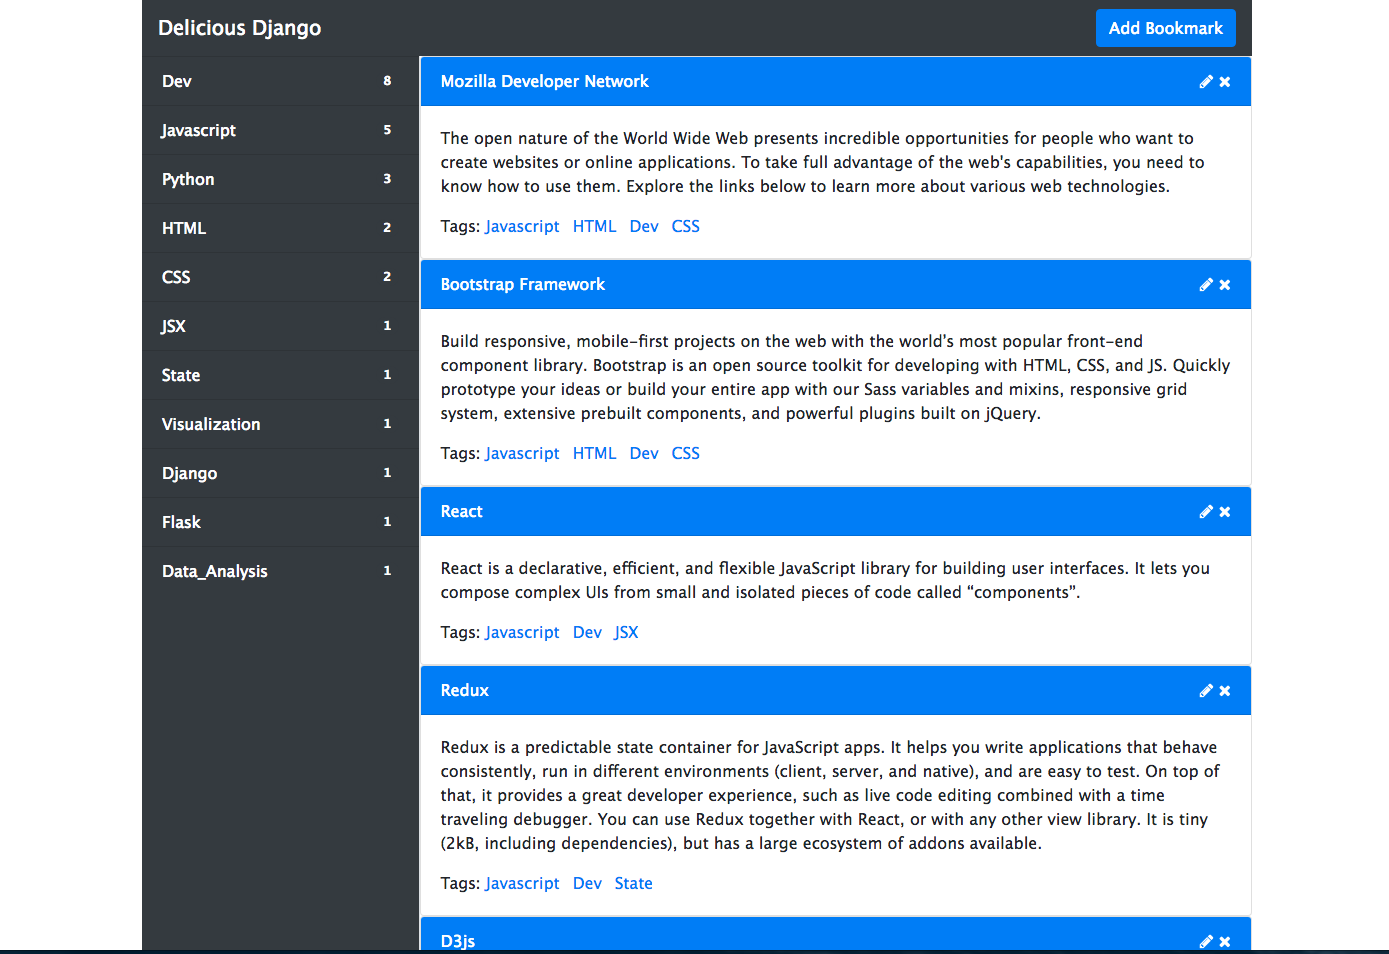 Delicious Django
Add Bookmark
Dev 8
Javascript 5
Python 3
HTML 2
CSS 2
JSX 1
State 1
Visualization 1
Django 1
Flask 1
Data_Analysis 1
Mozilla Developer Network
The open nature of the World Wide Web presents incredible opportunities for people who want to
create websites or online applications. To take full advantage of the web's capabilities, you need to
know how to use them. Explore the links below to learn more about various web technologies.
Tags: Javascript HTML Dev CSS
Bootstrap Framework
Build responsive, mobile-first projects on the web with the world’s most popular front-end
component library. Bootstrap is an open source toolkit for developing with HTML, CSS, and JS. Quickly
prototype your ideas or build your entire app with our Sass variables and mixins, responsive grid
system, extensive prebuilt components, and powerful plugins built on jQuery.
Tags: Javascript HTML Dev CSS
React
React is a declarative, efficient, and flexible JavaScript library for building user interfaces. It lets you
compose complex UIs from small and isolated pieces of code called “components”.
Tags: Javascript Dev JSX
Redux
Redux is a predictable state container for JavaScript apps. It helps you write applications that behave
consistently, run in different environments (client, server, and native), and are easy to test. On top of
that, it provides a great developer experience, such as live code editing combined with a time
traveling debugger. You can use Redux together with React, or with any other view library. It is tiny
(2kB, including dependencies), but has a large ecosystem of addons available.
Tags: Javascript Dev State
D3js